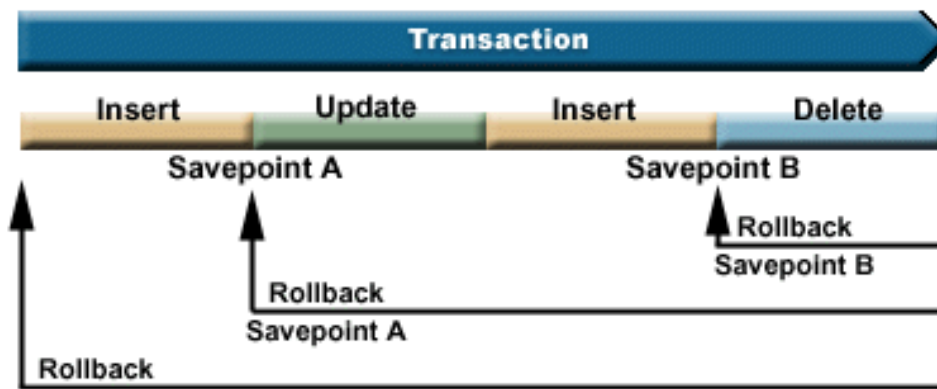 Transaction
Insert Update Insert Delete
Savepoint A Savepoint B
Rollback
Savepoint B
Rollback
Savepoint A
Rollback